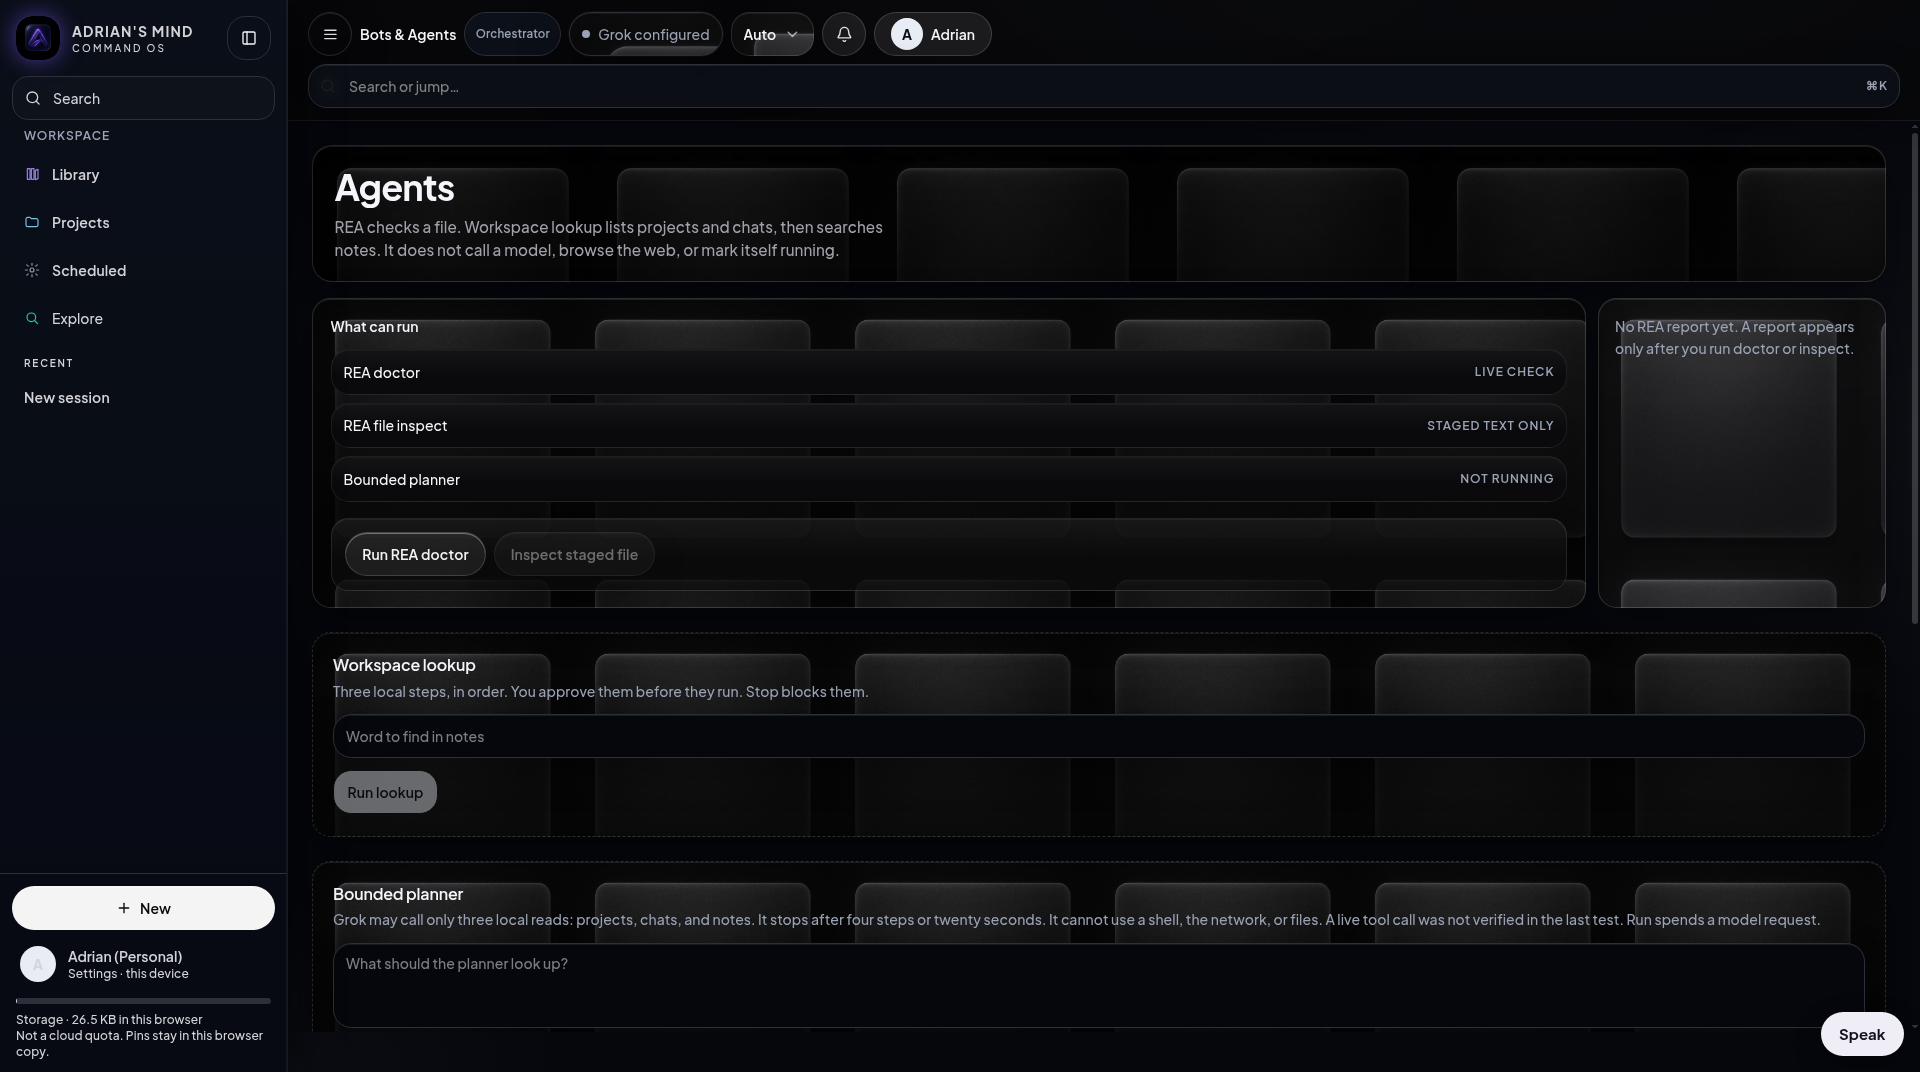 ADRIAN'S MIND
COMMAND OS
Search
WORKSPACE
Library
Projects
Scheduled
Explore
RECENT
New session
New
A
Adrian (Personal)
Settings · this device
Storage · 26.5 KB in this browser
Not a cloud quota. Pins stay in this browser
copy.
Bots & Agents
Orchestrator
Grok configured
Auto
A
Adrian
Search or jump...
⌘K
Agents
REA checks a file. Workspace lookup lists projects and chats, then searches
notes. It does not call a model, browse the web, or mark itself running.
What can run
REA doctor
LIVE CHECK
REA file inspect
STAGED TEXT ONLY
Bounded planner
NOT RUNNING
Run REA doctor
Inspect staged file
No REA report yet. A report appears
only after you run doctor or inspect.
Workspace lookup
Three local steps, in order. You approve them before they run. Stop blocks them.
Word to find in notes
Run lookup
Bounded planner
Grok may call only three local reads: projects, chats, and notes. It stops after four steps or twenty seconds. It cannot use a shell, the network, or files. A live tool call was not verified in the last test. Run spends a model request.
What should the planner look up?
Speak